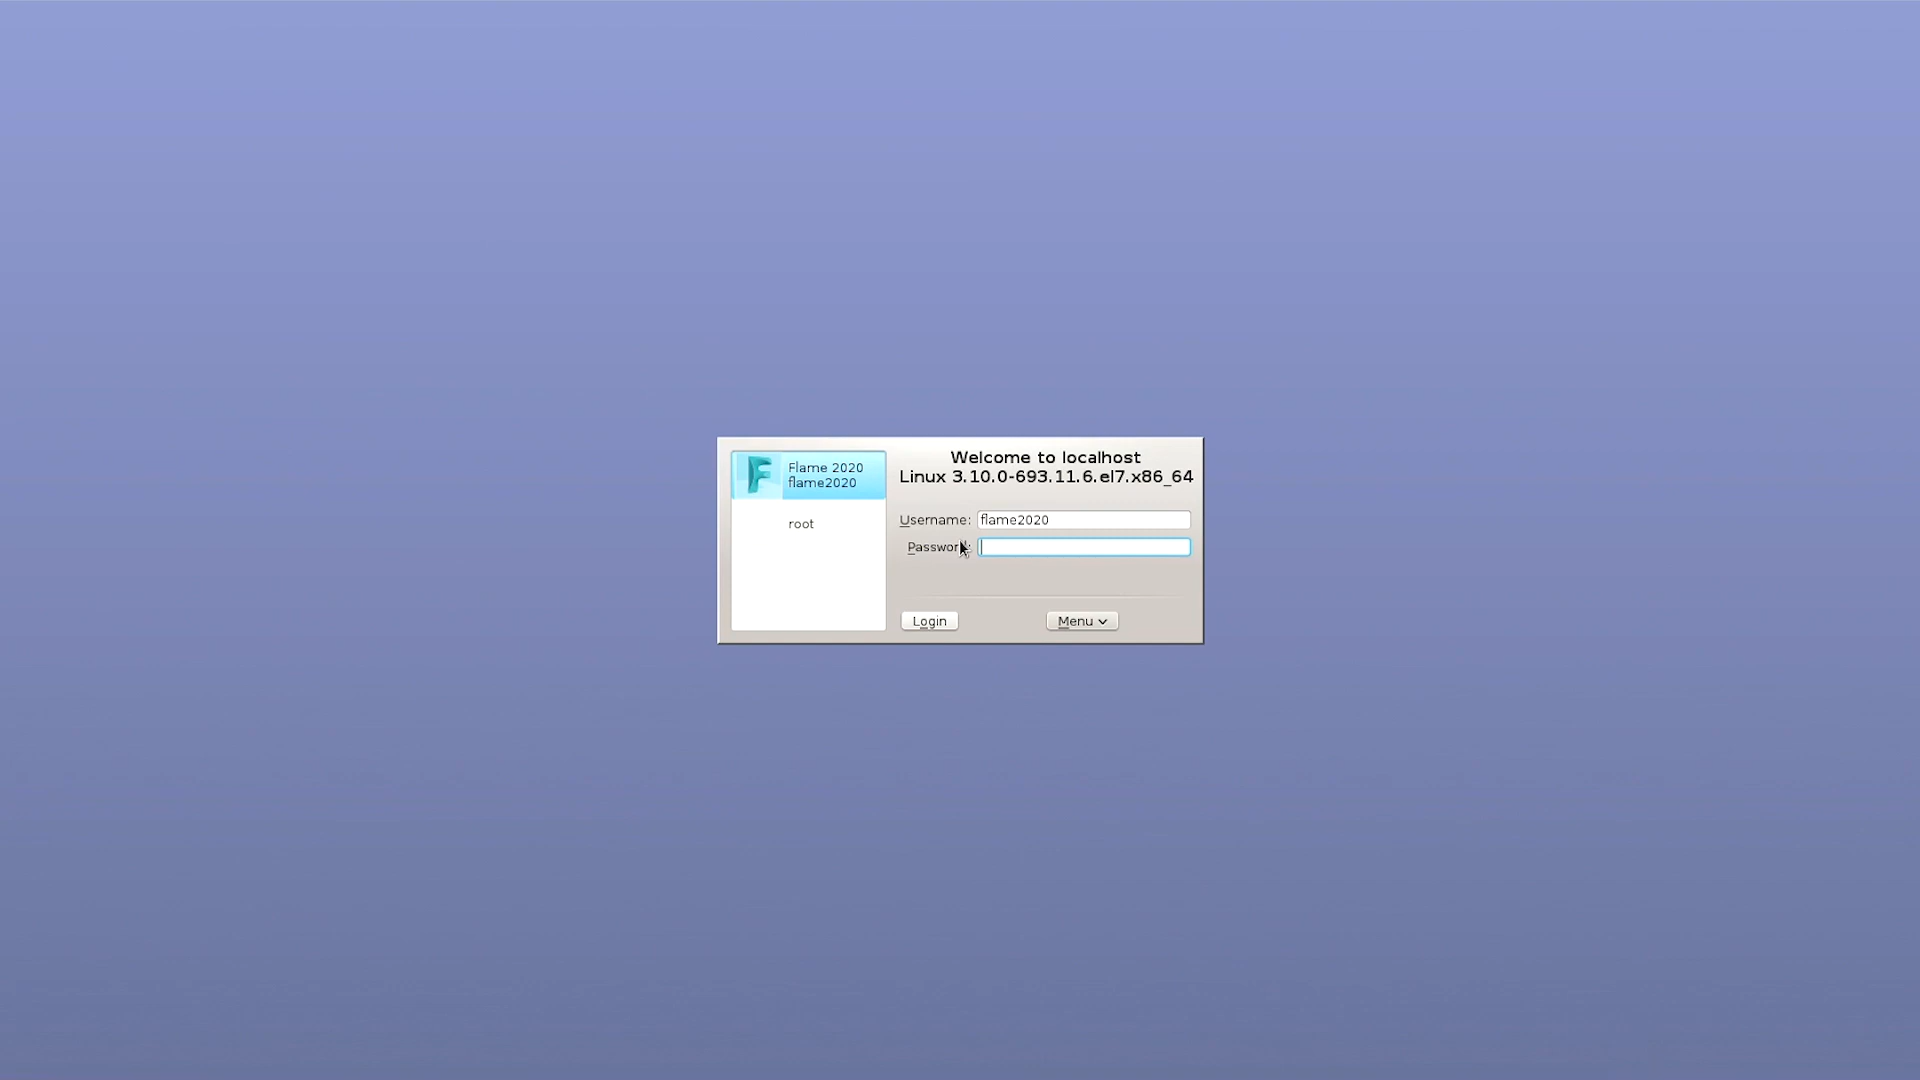 Welcome to localhost
Linux 3.10.0-693.11.6.el7.x86_64
Flame 2020
flame2020
root
Username: flame2020
Password:
Login
Menu